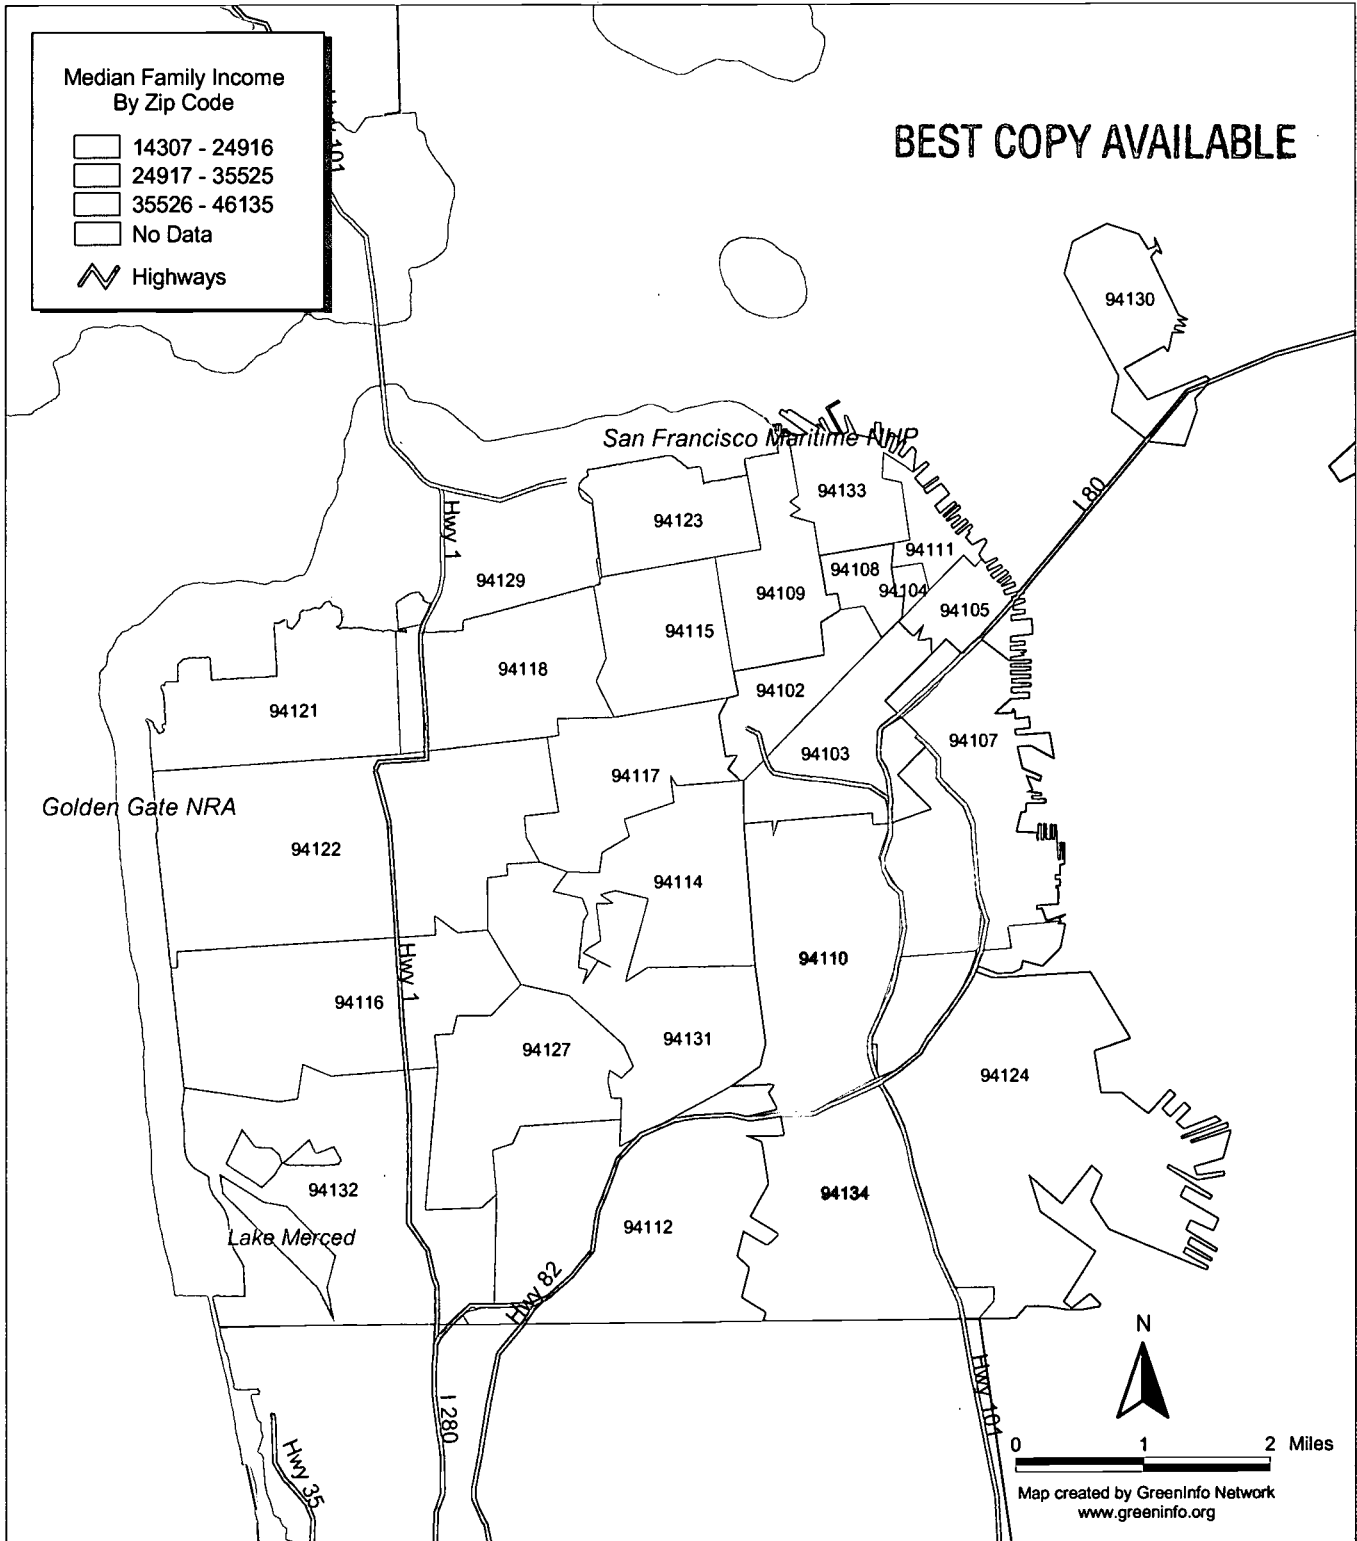 Median Family Income
By Zip Code
14307 - 24916
24917 - 35525
35526 - 46135
No Data
Highways
101
BEST COPY AVAILABLE
94130
San Francisco Maritime NHP
I 80
94133
94123
Hwy 1
94111
94129
94108
94104
94109
94105
94115
94118
94102
94121
94107
94103
94117
Golden Gate NRA
94122
94114
94110
Hwy 1
94116
94131
94127
94124
94132
94134
94112
Lake Merced
Hwy 82
N
Hwy 101
I 280
Hwy 35
0 1 2 Miles
Map created by GreenInfo Network
www.greeninfo.org